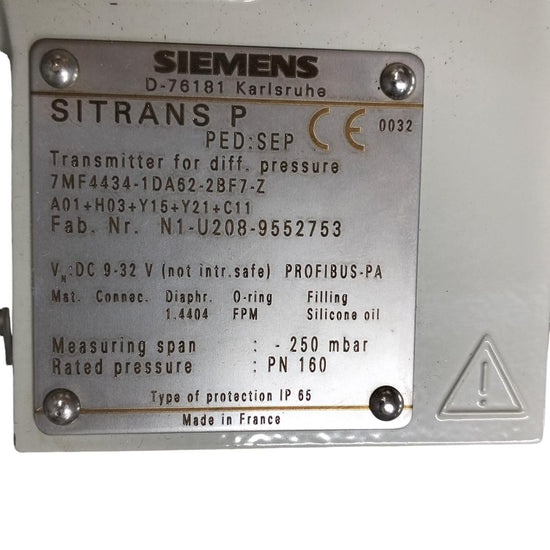 SIEMENS
D-76181 Karlsruhe
SITRANS P
PED:SEP CE 0032
Transmitter for diff. pressure
7MF4434-1DA62-2BF7-Z
A01+H03+Y15+Y21+C11
Fab. Nr. N1-U208-9552753
VN:DC 9-32 V (not intr.safe) PROFIBUS-PA
Mat. Connec. Diaphr. O-ring Filling
1.4404 FPM Silicone oil
Measuring span : - 250 mbar
Rated pressure : PN 160
Type of protection IP 65
Made in France